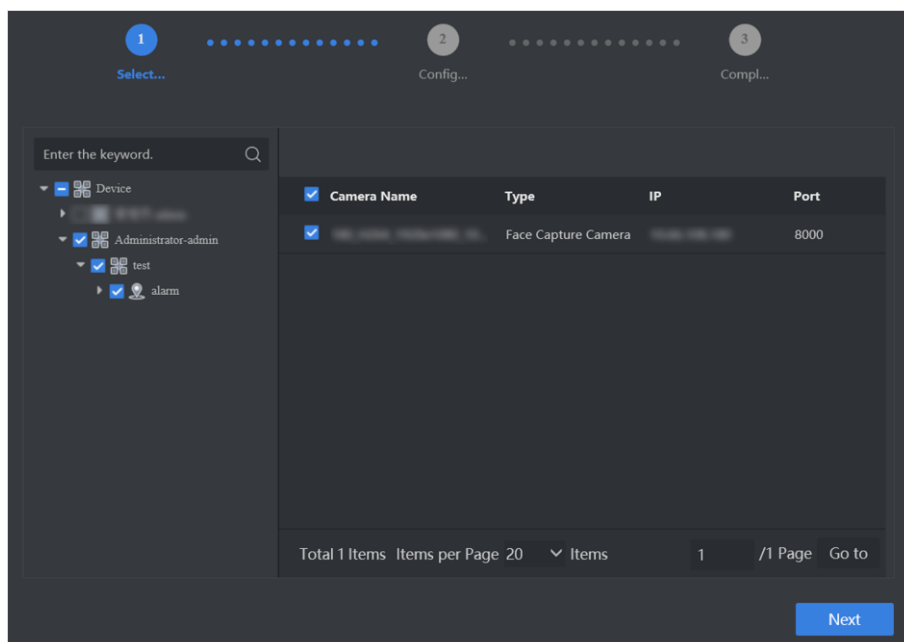 1 2 3
Select... Config... Compl...
Enter the keyword.
Device
Administrator-admin
test
alarm
Camera Name Type IP Port
Face Capture Camera 8000
Total 1 Items Items per Page 20 Items 1 /1 Page Go to
Next